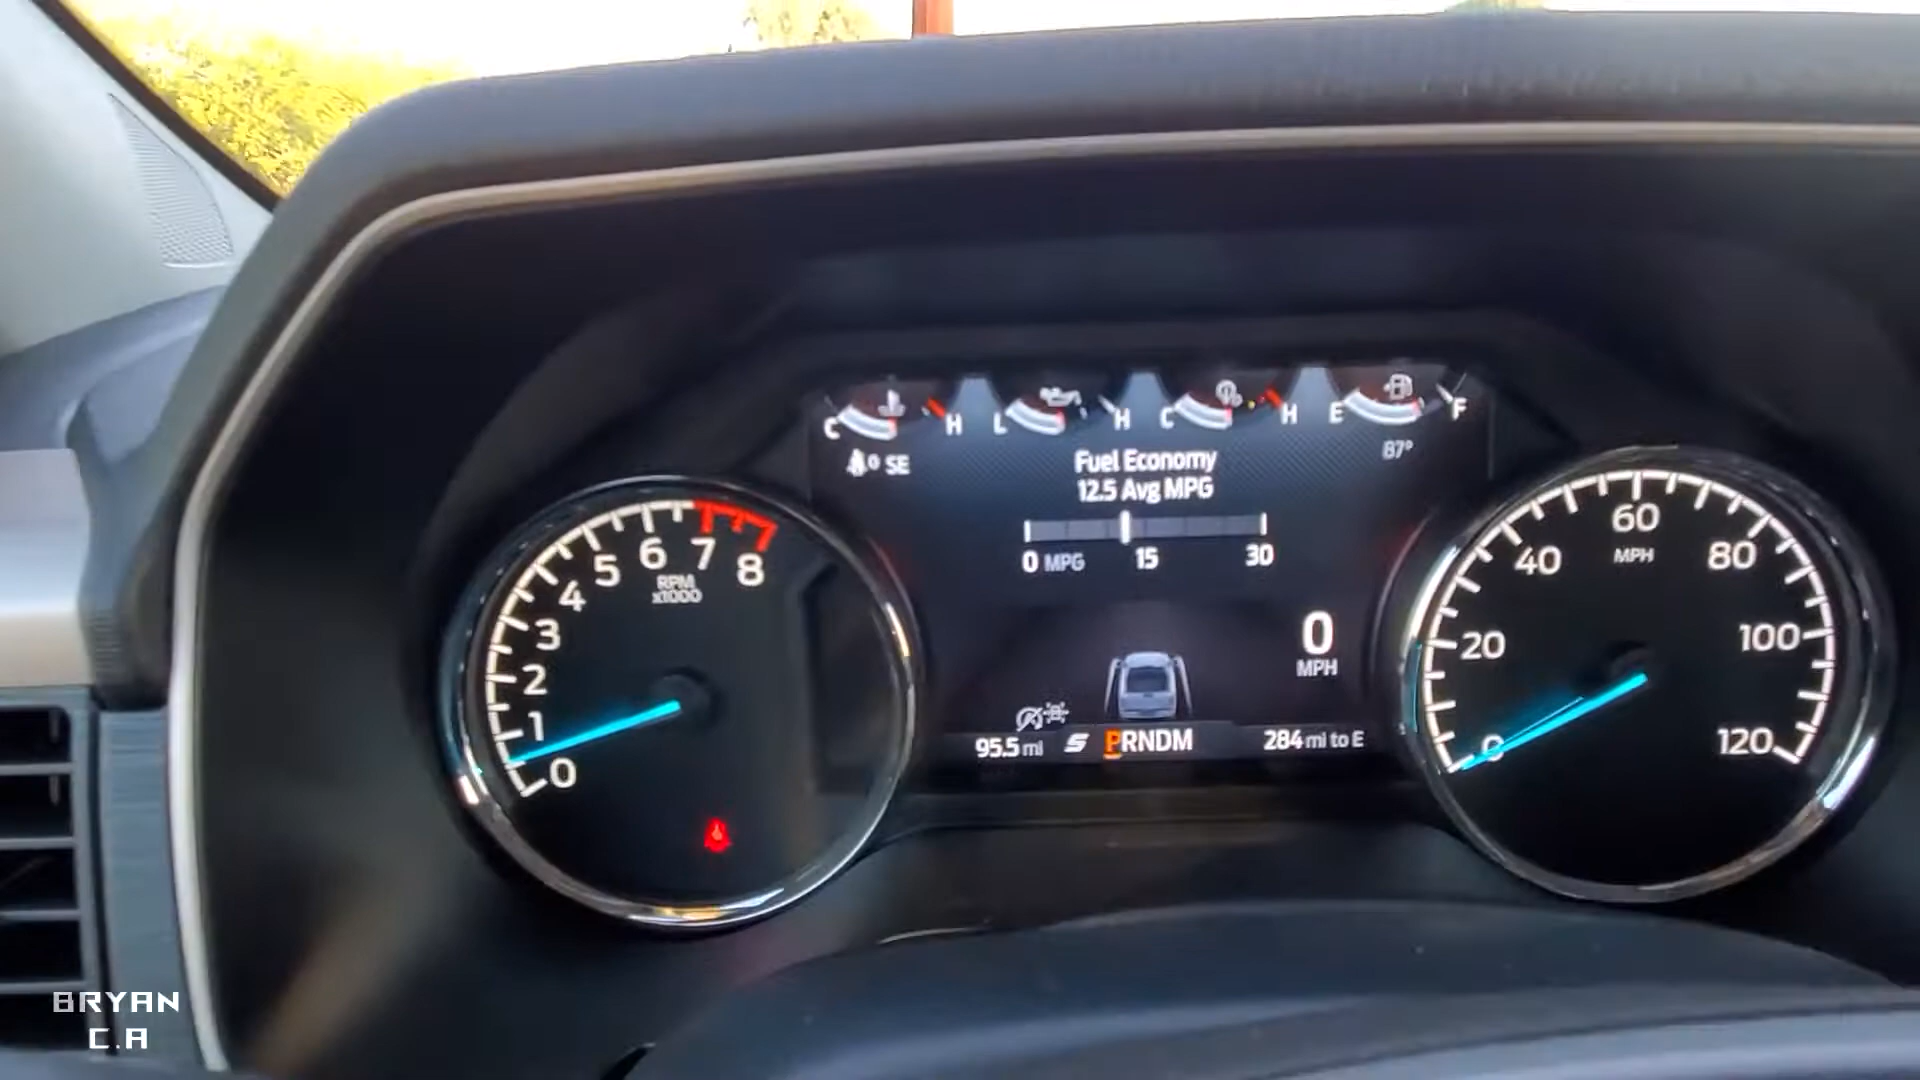 C H L H C H E F
SE
87°
Fuel Economy
12.5 Avg MPG
0 MPG 15 30
0
MPH
95.5 mi S PRNDM 284 mi to E
0 1 2 3 4 5 6 7 8
RPM
x1000
0 20 40 60 80 100 120
MPH
BRYAN
C.A